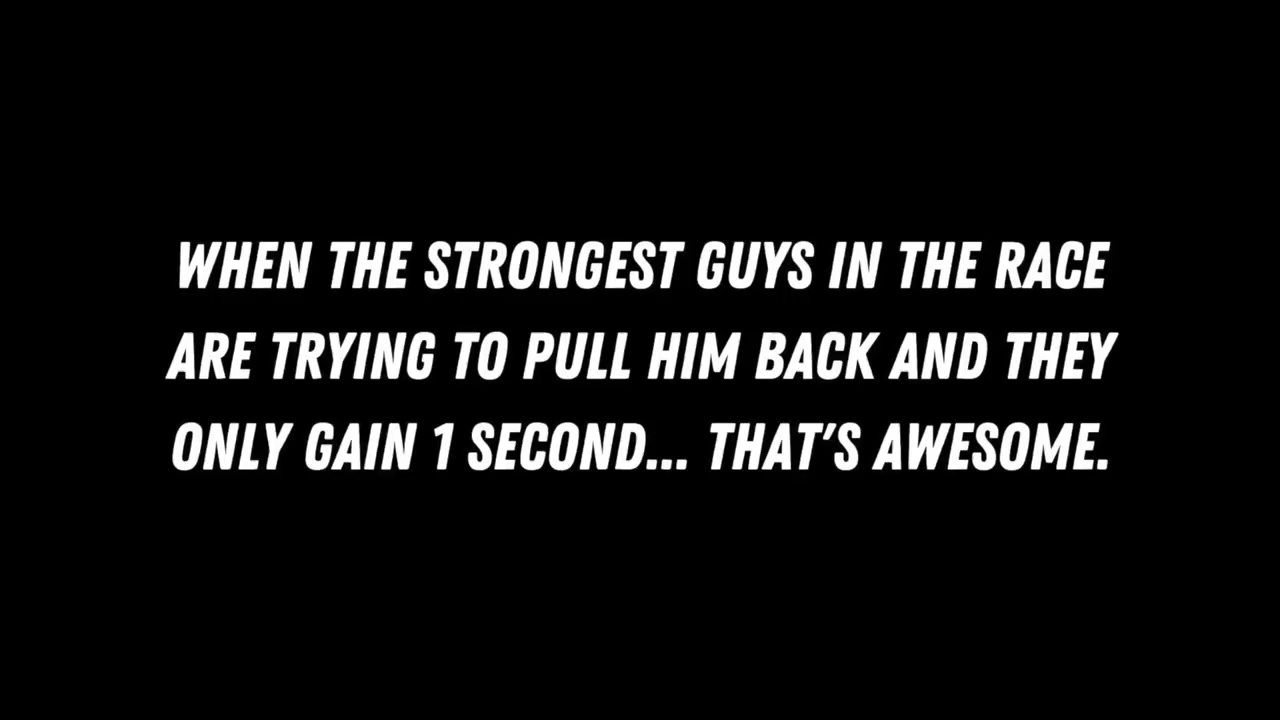 WHEN THE STRONGEST GUYS IN THE RACE
ARE TRYING TO PULL HIM BACK AND THEY
ONLY GAIN 1 SECOND... THAT'S AWESOME.